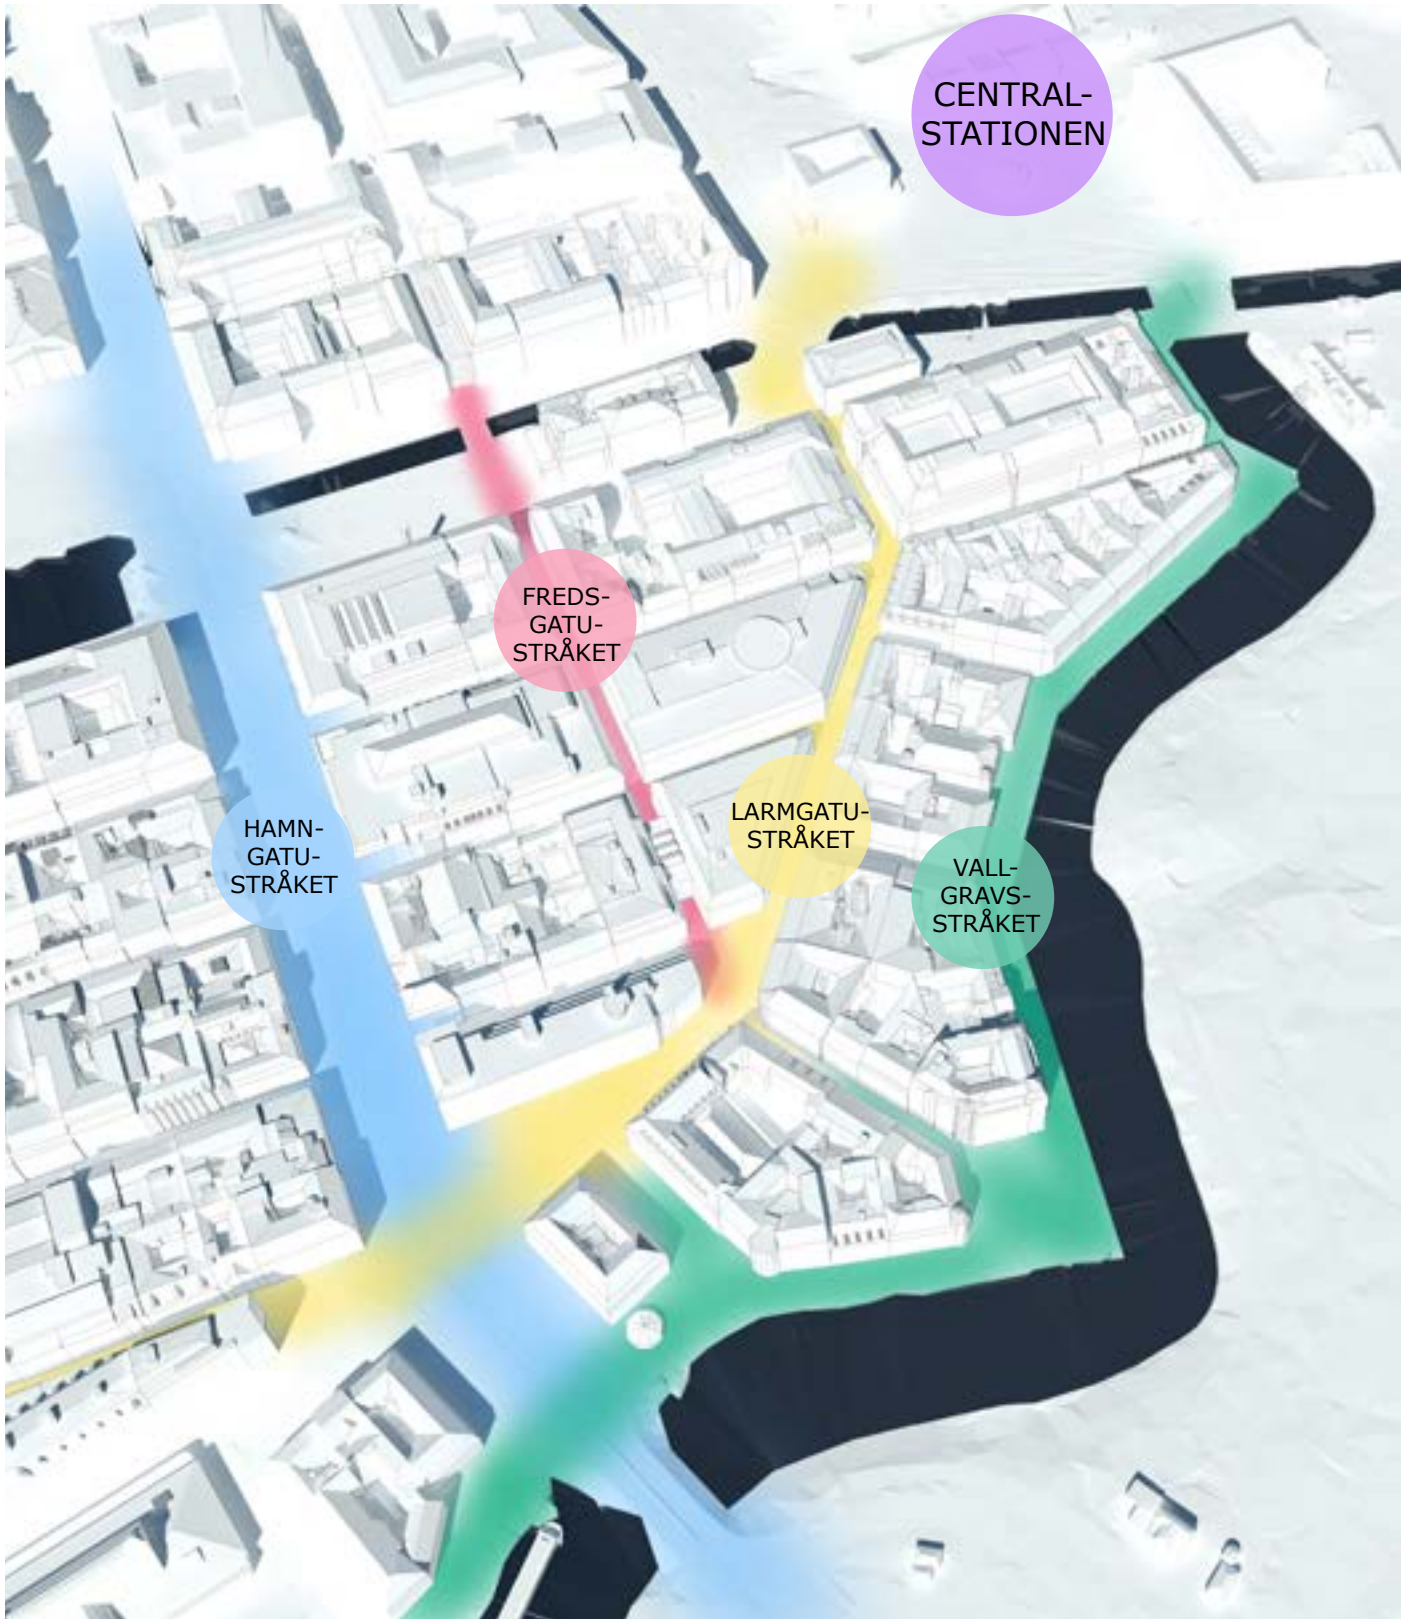 CENTRAL-
STATIONEN
FREDS-
GATU-
STRÅKET
LARMGATU-
STRÅKET
HAMN-
GATU-
STRÅKET
VALL-
GRAVS-
STRÅKET